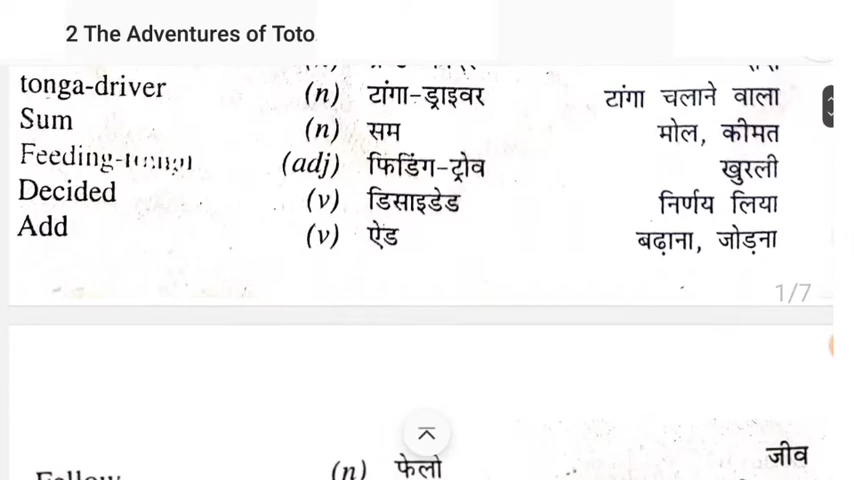 2 The Adventures of Toto
tonga-driver (n) टांगा-ड्राइवर टांगा चलाने वाला
Sum (n) सम मोल, कीमत
Feeding- (adj) फिडिंग-ट्रोव खुरली
Decided (v) डिसाइडेड निर्णय लिया
Add (v) ऐड बढ़ाना, जोड़ना
1/7
जीव
(n) फेलो